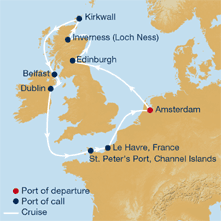 Kirkwall
Inverness (Loch Ness)
Edinburgh
Belfast
Dublin
Amsterdam
Le Havre, France
St. Peter's Port, Channel Islands
Port of departure
Port of call
Cruise